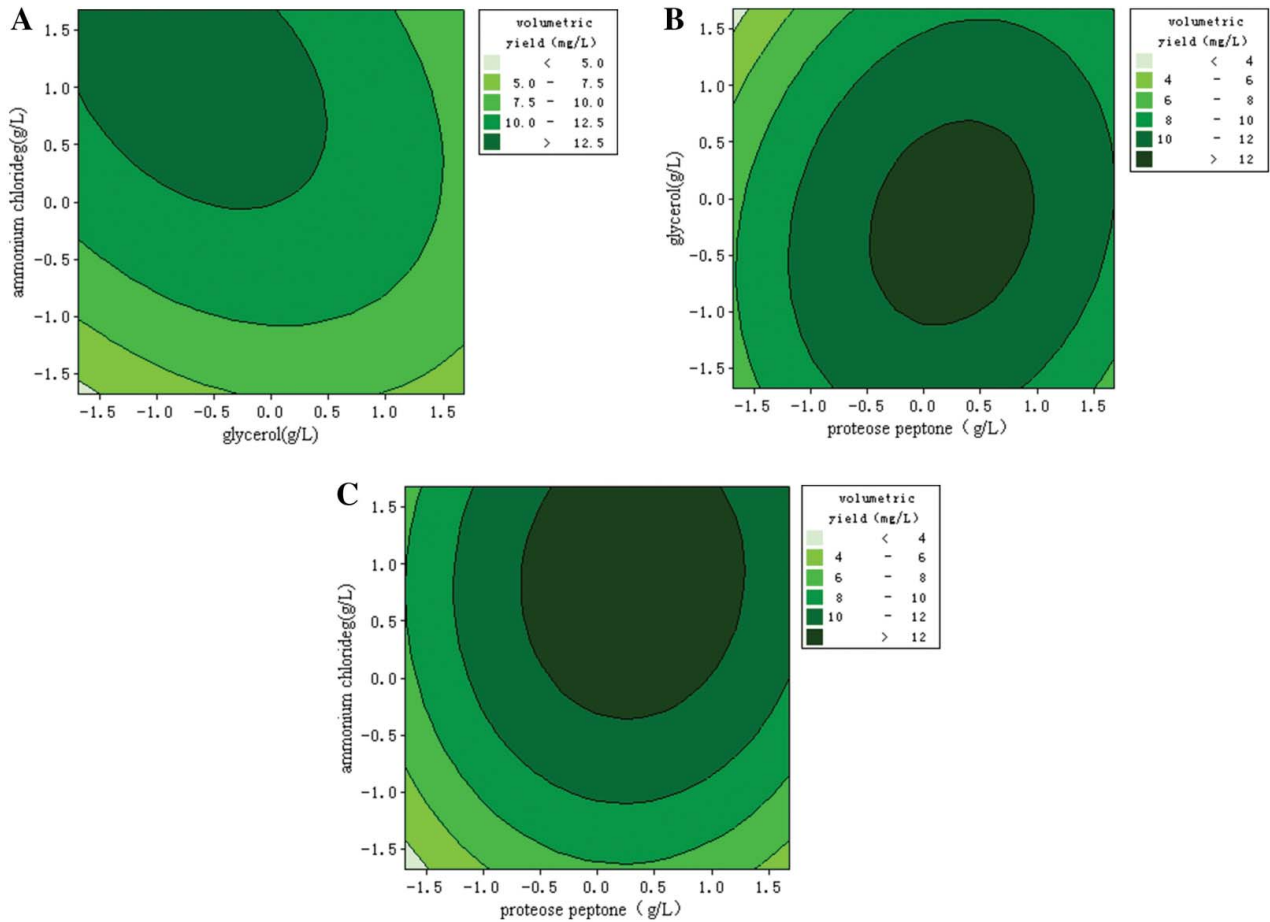 A
volumetric
yield (mg/L)
< 5.0
5.0 - 7.5
7.5 - 10.0
10.0 - 12.5
> 12.5
ammonium chlorideg(g/L)
1.5
1.0
0.5
0.0
-0.5
-1.0
-1.5
-1.5 -1.0 -0.5 0.0 0.5 1.0 1.5
glycerol(g/L)
B
volumetric
yield (mg/L)
< 4
4 - 6
6 - 8
8 - 10
10 - 12
> 12
glycerol(g/L)
1.5
1.0
0.5
0.0
-0.5
-1.0
-1.5
-1.5 -1.0 -0.5 0.0 0.5 1.0 1.5
proteose peptone ( g/L)
C
volumetric
yield (mg/L)
< 4
4 - 6
6 - 8
8 - 10
10 - 12
> 12
ammonium chlorideg(g/L)
1.5
1.0
0.5
0.0
-0.5
-1.0
-1.5
-1.5 -1.0 -0.5 0.0 0.5 1.0 1.5
proteose peptone ( g/L)